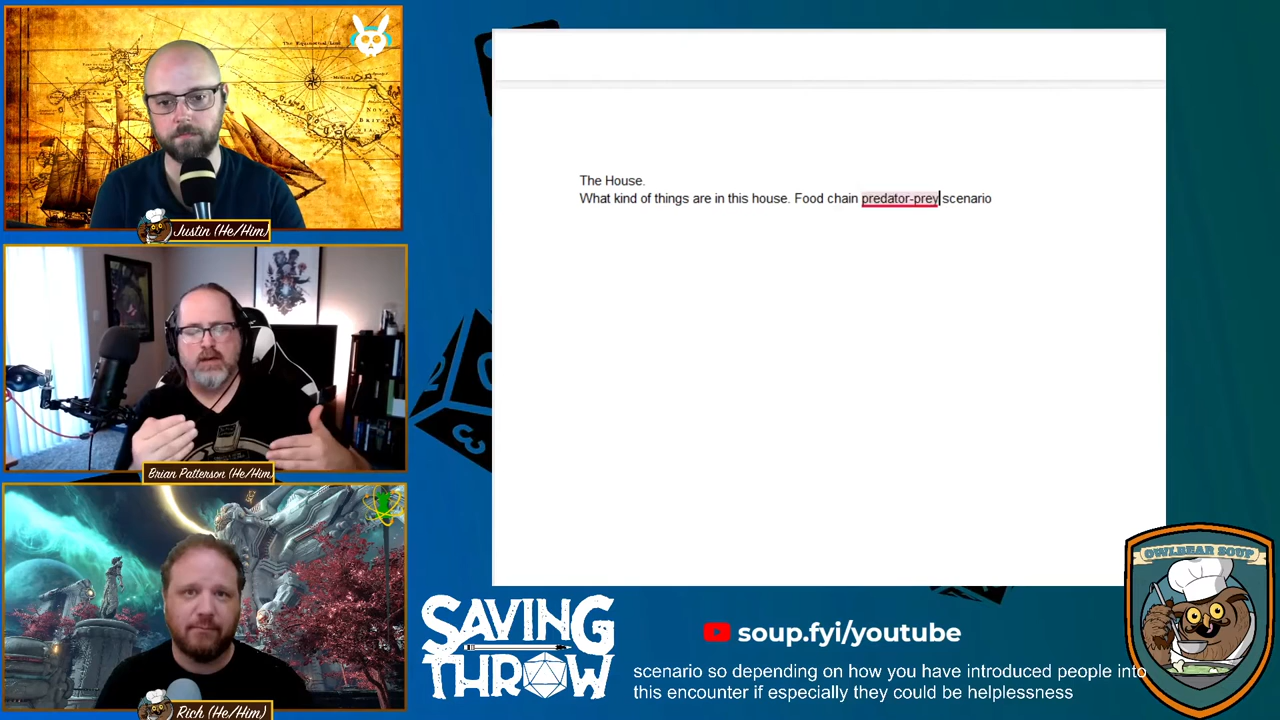 Justin (He/Him)
Brian Patterson (He/Him)
Rich (He/Him)
The House.
What kind of things are in this house. Food chain predator-prey scenario
SAVING
THROW
soup.fyi/youtube
scenario so depending on how you have introduced people into
this encounter if especially they could be helplessness
OWLBEAR SOUP